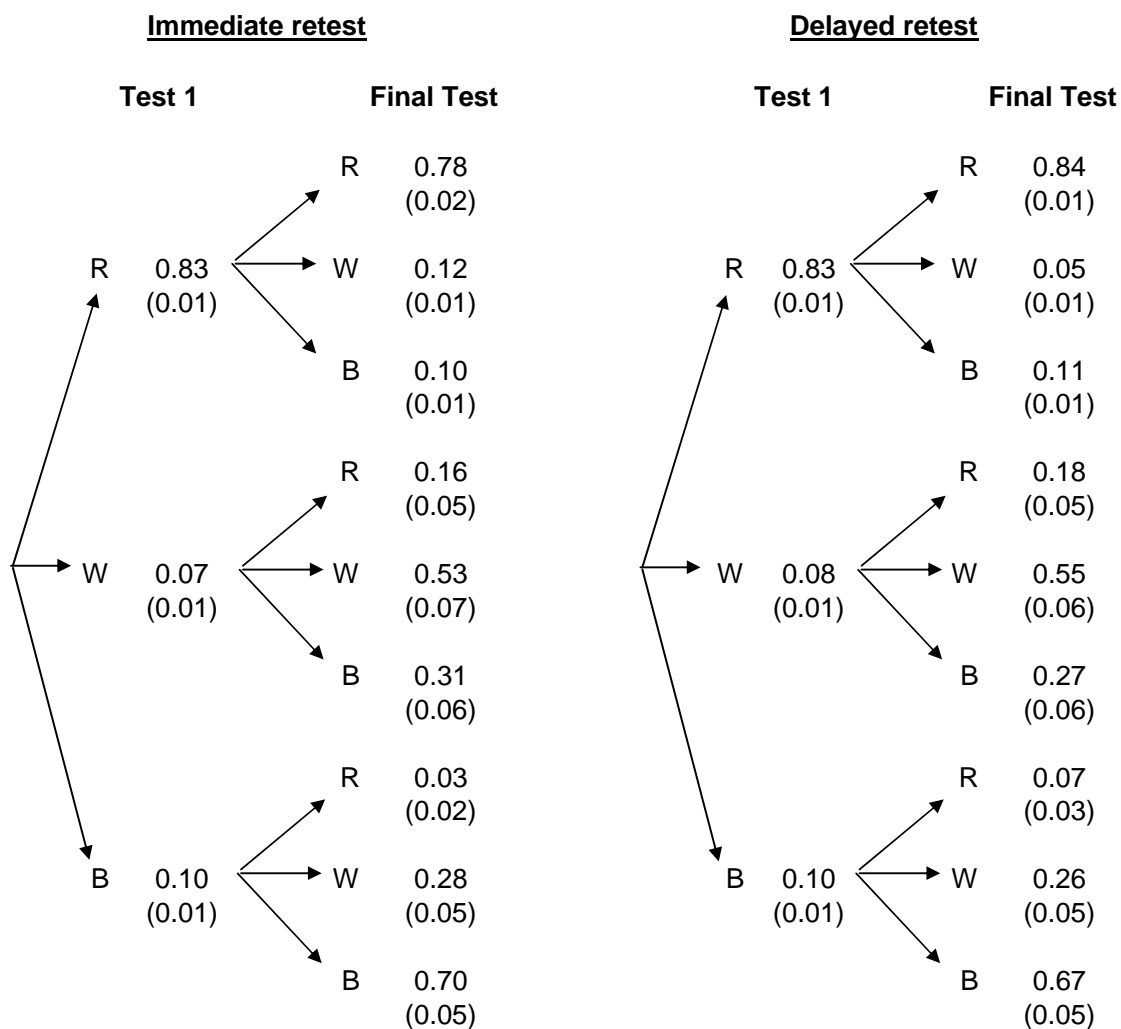 Immediate retest Delayed retest
Test 1 Final Test Test 1 Final Test
R 0.78 R 0.84
(0.02) (0.01)
R 0.83 W 0.12 R 0.83 W 0.05
(0.01) (0.01) (0.01) (0.01)
B 0.10 B 0.11
(0.01) (0.01)
R 0.16 R 0.18
(0.05) (0.05)
W 0.07 W 0.53 W 0.08 W 0.55
(0.01) (0.07) (0.01) (0.06)
B 0.31 B 0.27
(0.06) (0.06)
R 0.03 R 0.07
(0.02) (0.03)
B 0.10 W 0.28 B 0.10 W 0.26
(0.01) (0.05) (0.01) (0.05)
B 0.70 B 0.67
(0.05) (0.05)